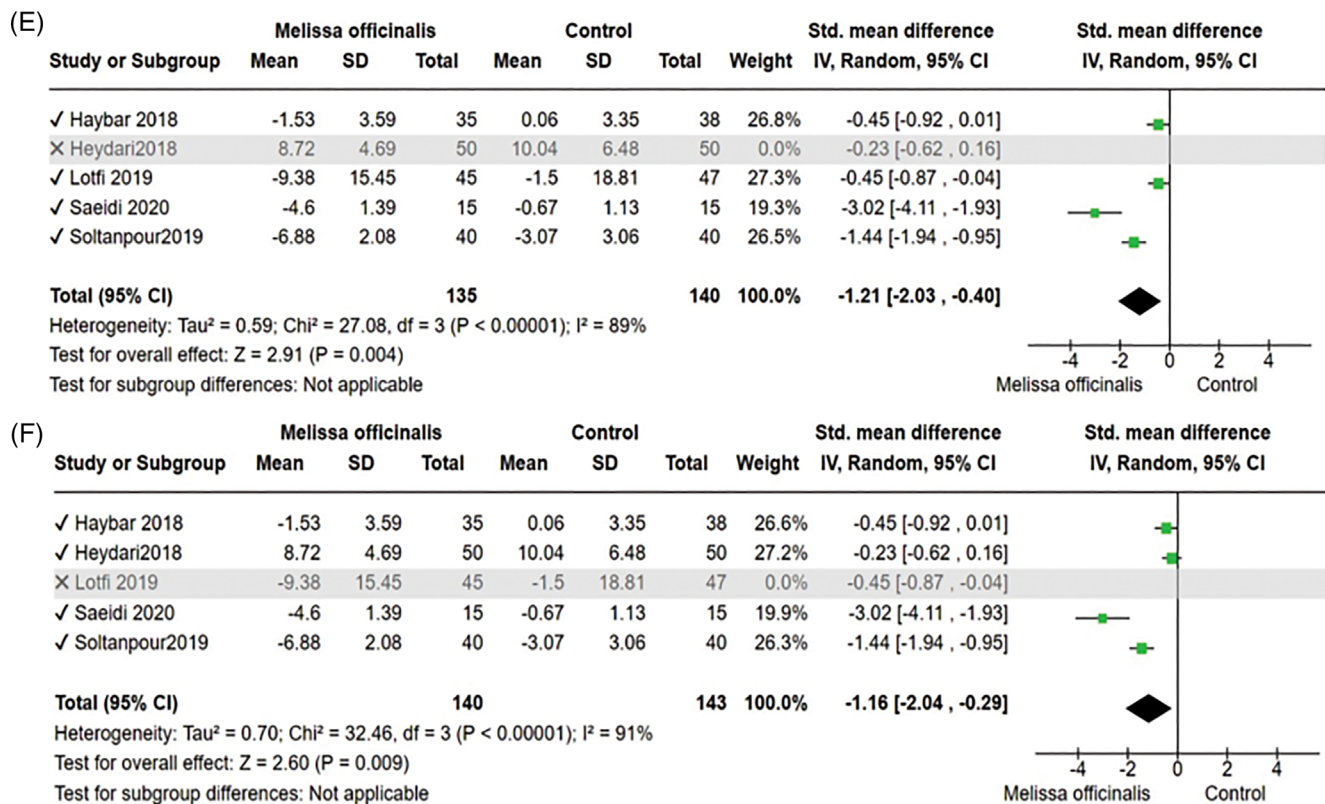 (E)
Melissa officinalis Control Std. mean difference Std. mean difference
Study or Subgroup Mean SD Total Mean SD Total Weight IV, Random, 95% CI IV, Random, 95% CI
✓ Haybar 2018 -1.53 3.59 35 0.06 3.35 38 26.8% -0.45 [-0.92 , 0.01]
✕ Heydari2018 8.72 4.69 50 10.04 6.48 50 0.0% -0.23 [-0.62 , 0.16]
✓ Lotfi 2019 -9.38 15.45 45 -1.5 18.81 47 27.3% -0.45 [-0.87 , -0.04]
✓ Saeidi 2020 -4.6 1.39 15 -0.67 1.13 15 19.3% -3.02 [-4.11 , -1.93]
✓ Soltanpour2019 -6.88 2.08 40 -3.07 3.06 40 26.5% -1.44 [-1.94 , -0.95]
Total (95% CI) 135 140 100.0% -1.21 [-2.03 , -0.40]
Heterogeneity: Tau² = 0.59; Chi² = 27.08, df = 3 (P < 0.00001); I² = 89%
Test for overall effect: Z = 2.91 (P = 0.004)
-4 -2 0 2 4
Test for subgroup differences: Not applicable
Melissa officinalis Control
(F)
Melissa officinalis Control Std. mean difference Std. mean difference
Study or Subgroup Mean SD Total Mean SD Total Weight IV, Random, 95% CI IV, Random, 95% CI
✓ Haybar 2018 -1.53 3.59 35 0.06 3.35 38 26.6% -0.45 [-0.92 , 0.01]
✓ Heydari2018 8.72 4.69 50 10.04 6.48 50 27.2% -0.23 [-0.62 , 0.16]
✕ Lotfi 2019 -9.38 15.45 45 -1.5 18.81 47 0.0% -0.45 [-0.87 , -0.04]
✓ Saeidi 2020 -4.6 1.39 15 -0.67 1.13 15 19.9% -3.02 [-4.11 , -1.93]
✓ Soltanpour2019 -6.88 2.08 40 -3.07 3.06 40 26.3% -1.44 [-1.94 , -0.95]
Total (95% CI) 140 143 100.0% -1.16 [-2.04 , -0.29]
Heterogeneity: Tau² = 0.70; Chi² = 32.46, df = 3 (P < 0.00001); I² = 91%
Test for overall effect: Z = 2.60 (P = 0.009)
-4 -2 0 2 4
Test for subgroup differences: Not applicable
Melissa officinalis Control